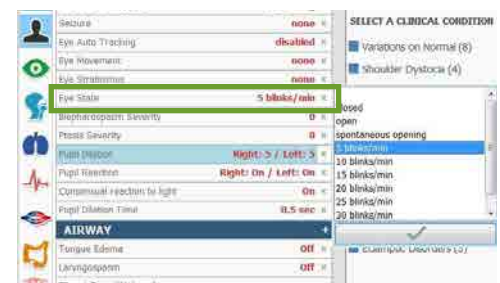 Seizure none
Eye Auto Tracking disabled
Eye Movement none
Eye Strabismus none
Eye State 5 blinks/min
Blepharospasm Severity 0
Ptosis Severity 0
Pupil Dilation Right: 5 / Left: 5
Pupil Reaction Right: On / Left: On
Consensual reaction to light On
Pupil Dilation Time 0.5 sec
AIRWAY +
Tongue Edema Off
Laryngospasm Off
SELECT A CLINICAL CONDITION
Variations on Normal (8)
Shoulder Dystocia (4)
closed
open
spontaneous opening
5 blinks/min
10 blinks/min
15 blinks/min
20 blinks/min
25 blinks/min
30 blinks/min
Eclamptic Disorders (3)